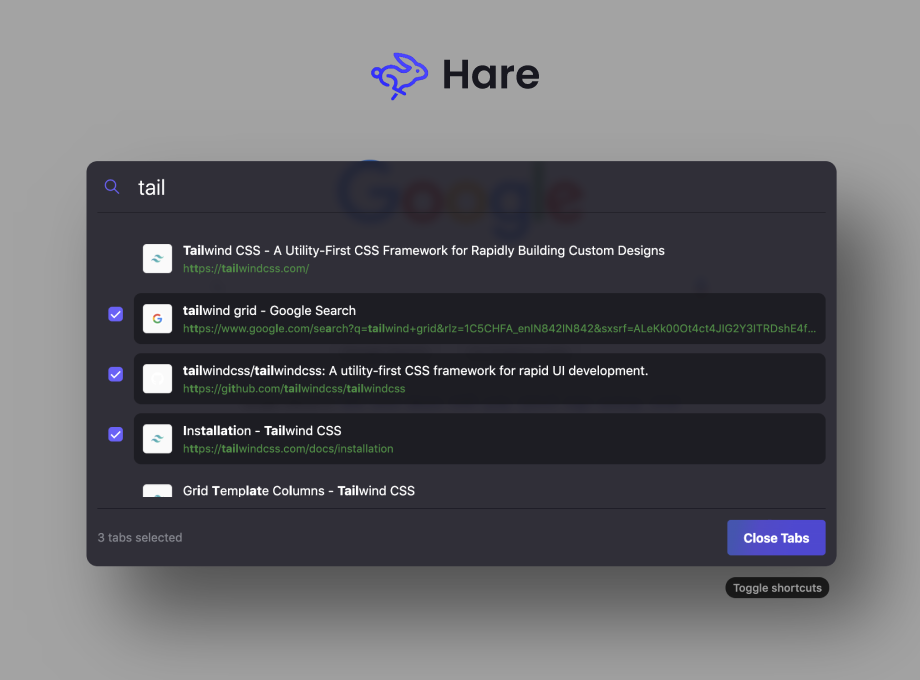 Hare
tail
Google
Tailwind CSS - A Utility-First CSS Framework for Rapidly Building Custom Designs
https://tailwindcss.com/
tailwind grid - Google Search
https://www.google.com/search?q=tailwind+grid&rlz=1C5CHFA_enIN842IN842&sxsrf=ALeKk00Ot4ct4JIG2Y3ITRDshE4f...
tailwindcss/tailwindcss: A utility-first CSS framework for rapid UI development.
https://github.com/tailwindcss/tailwindcss
Installation - Tailwind CSS
https://tailwindcss.com/docs/installation
Grid Template Columns - Tailwind CSS
3 tabs selected
Close Tabs
Toggle shortcuts